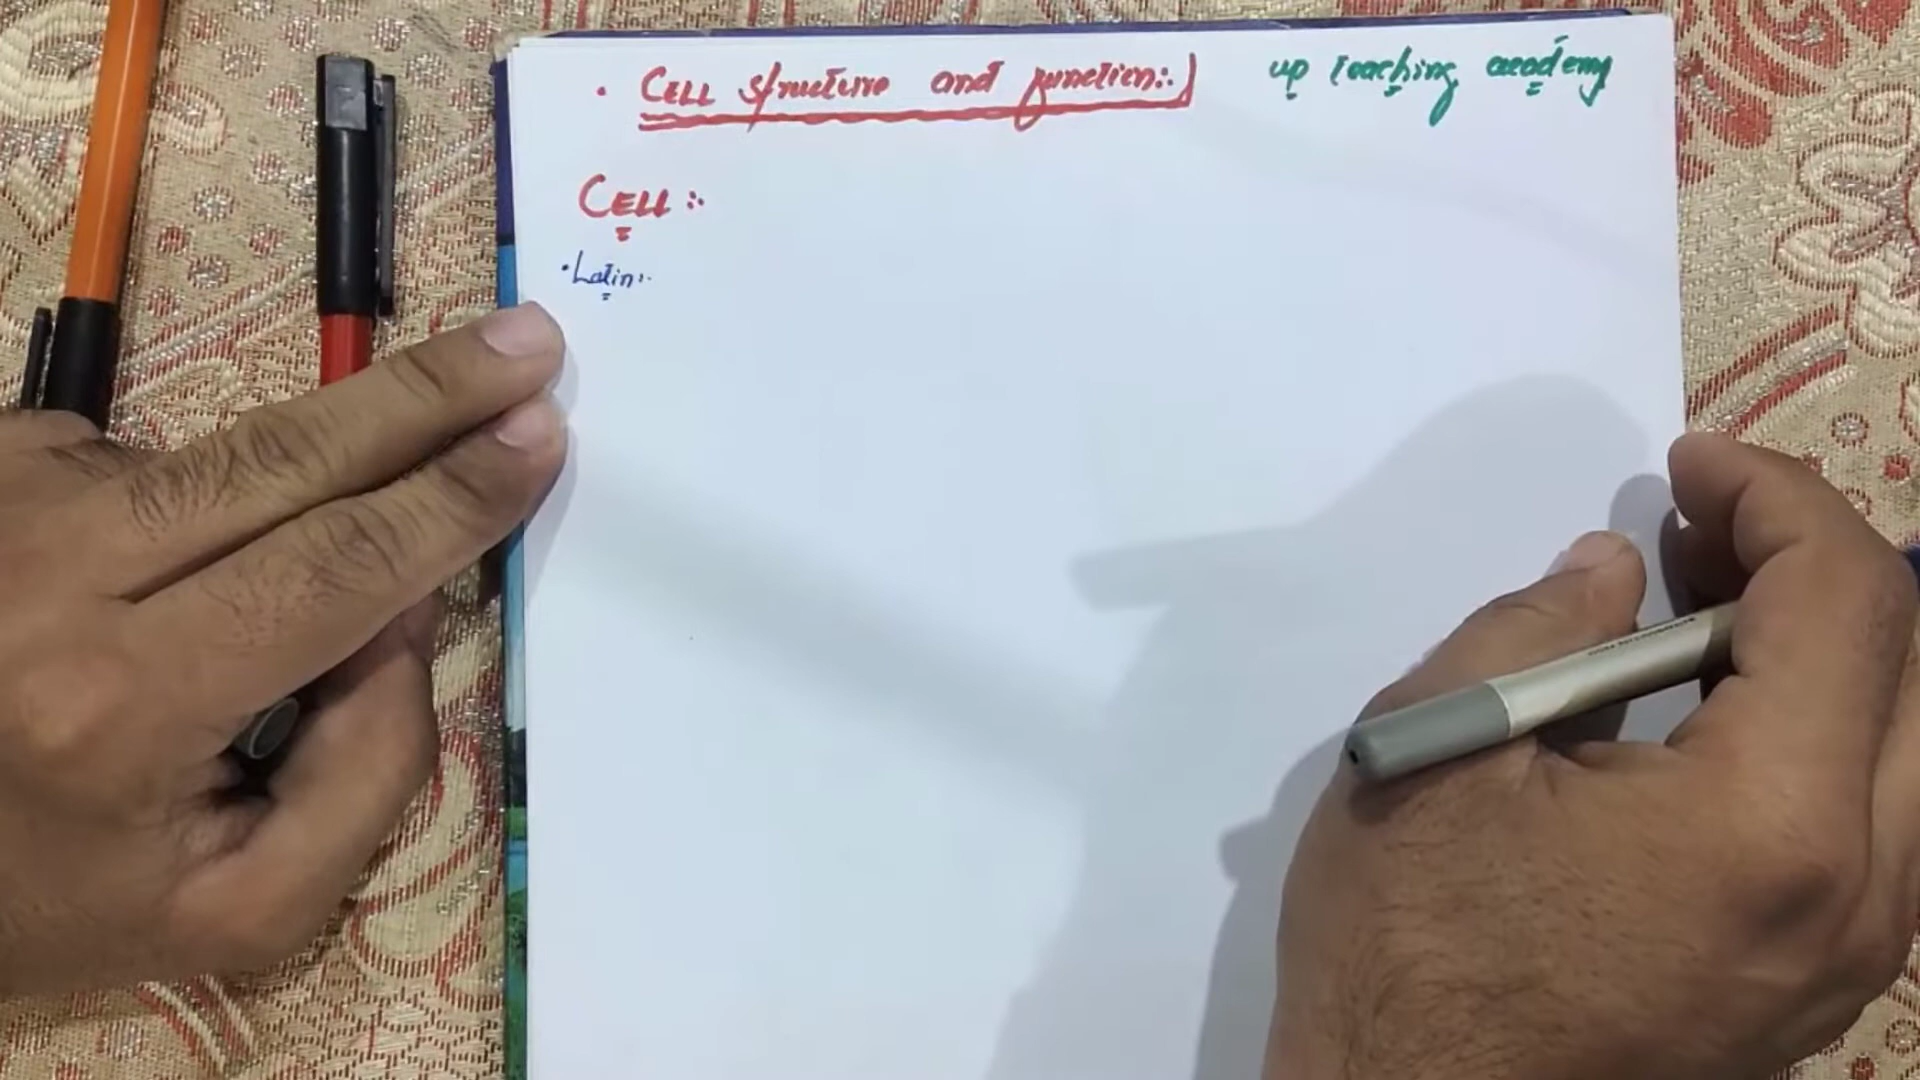 • CELL structure and function:-
up teaching academy
CELL :-
• Latin:-